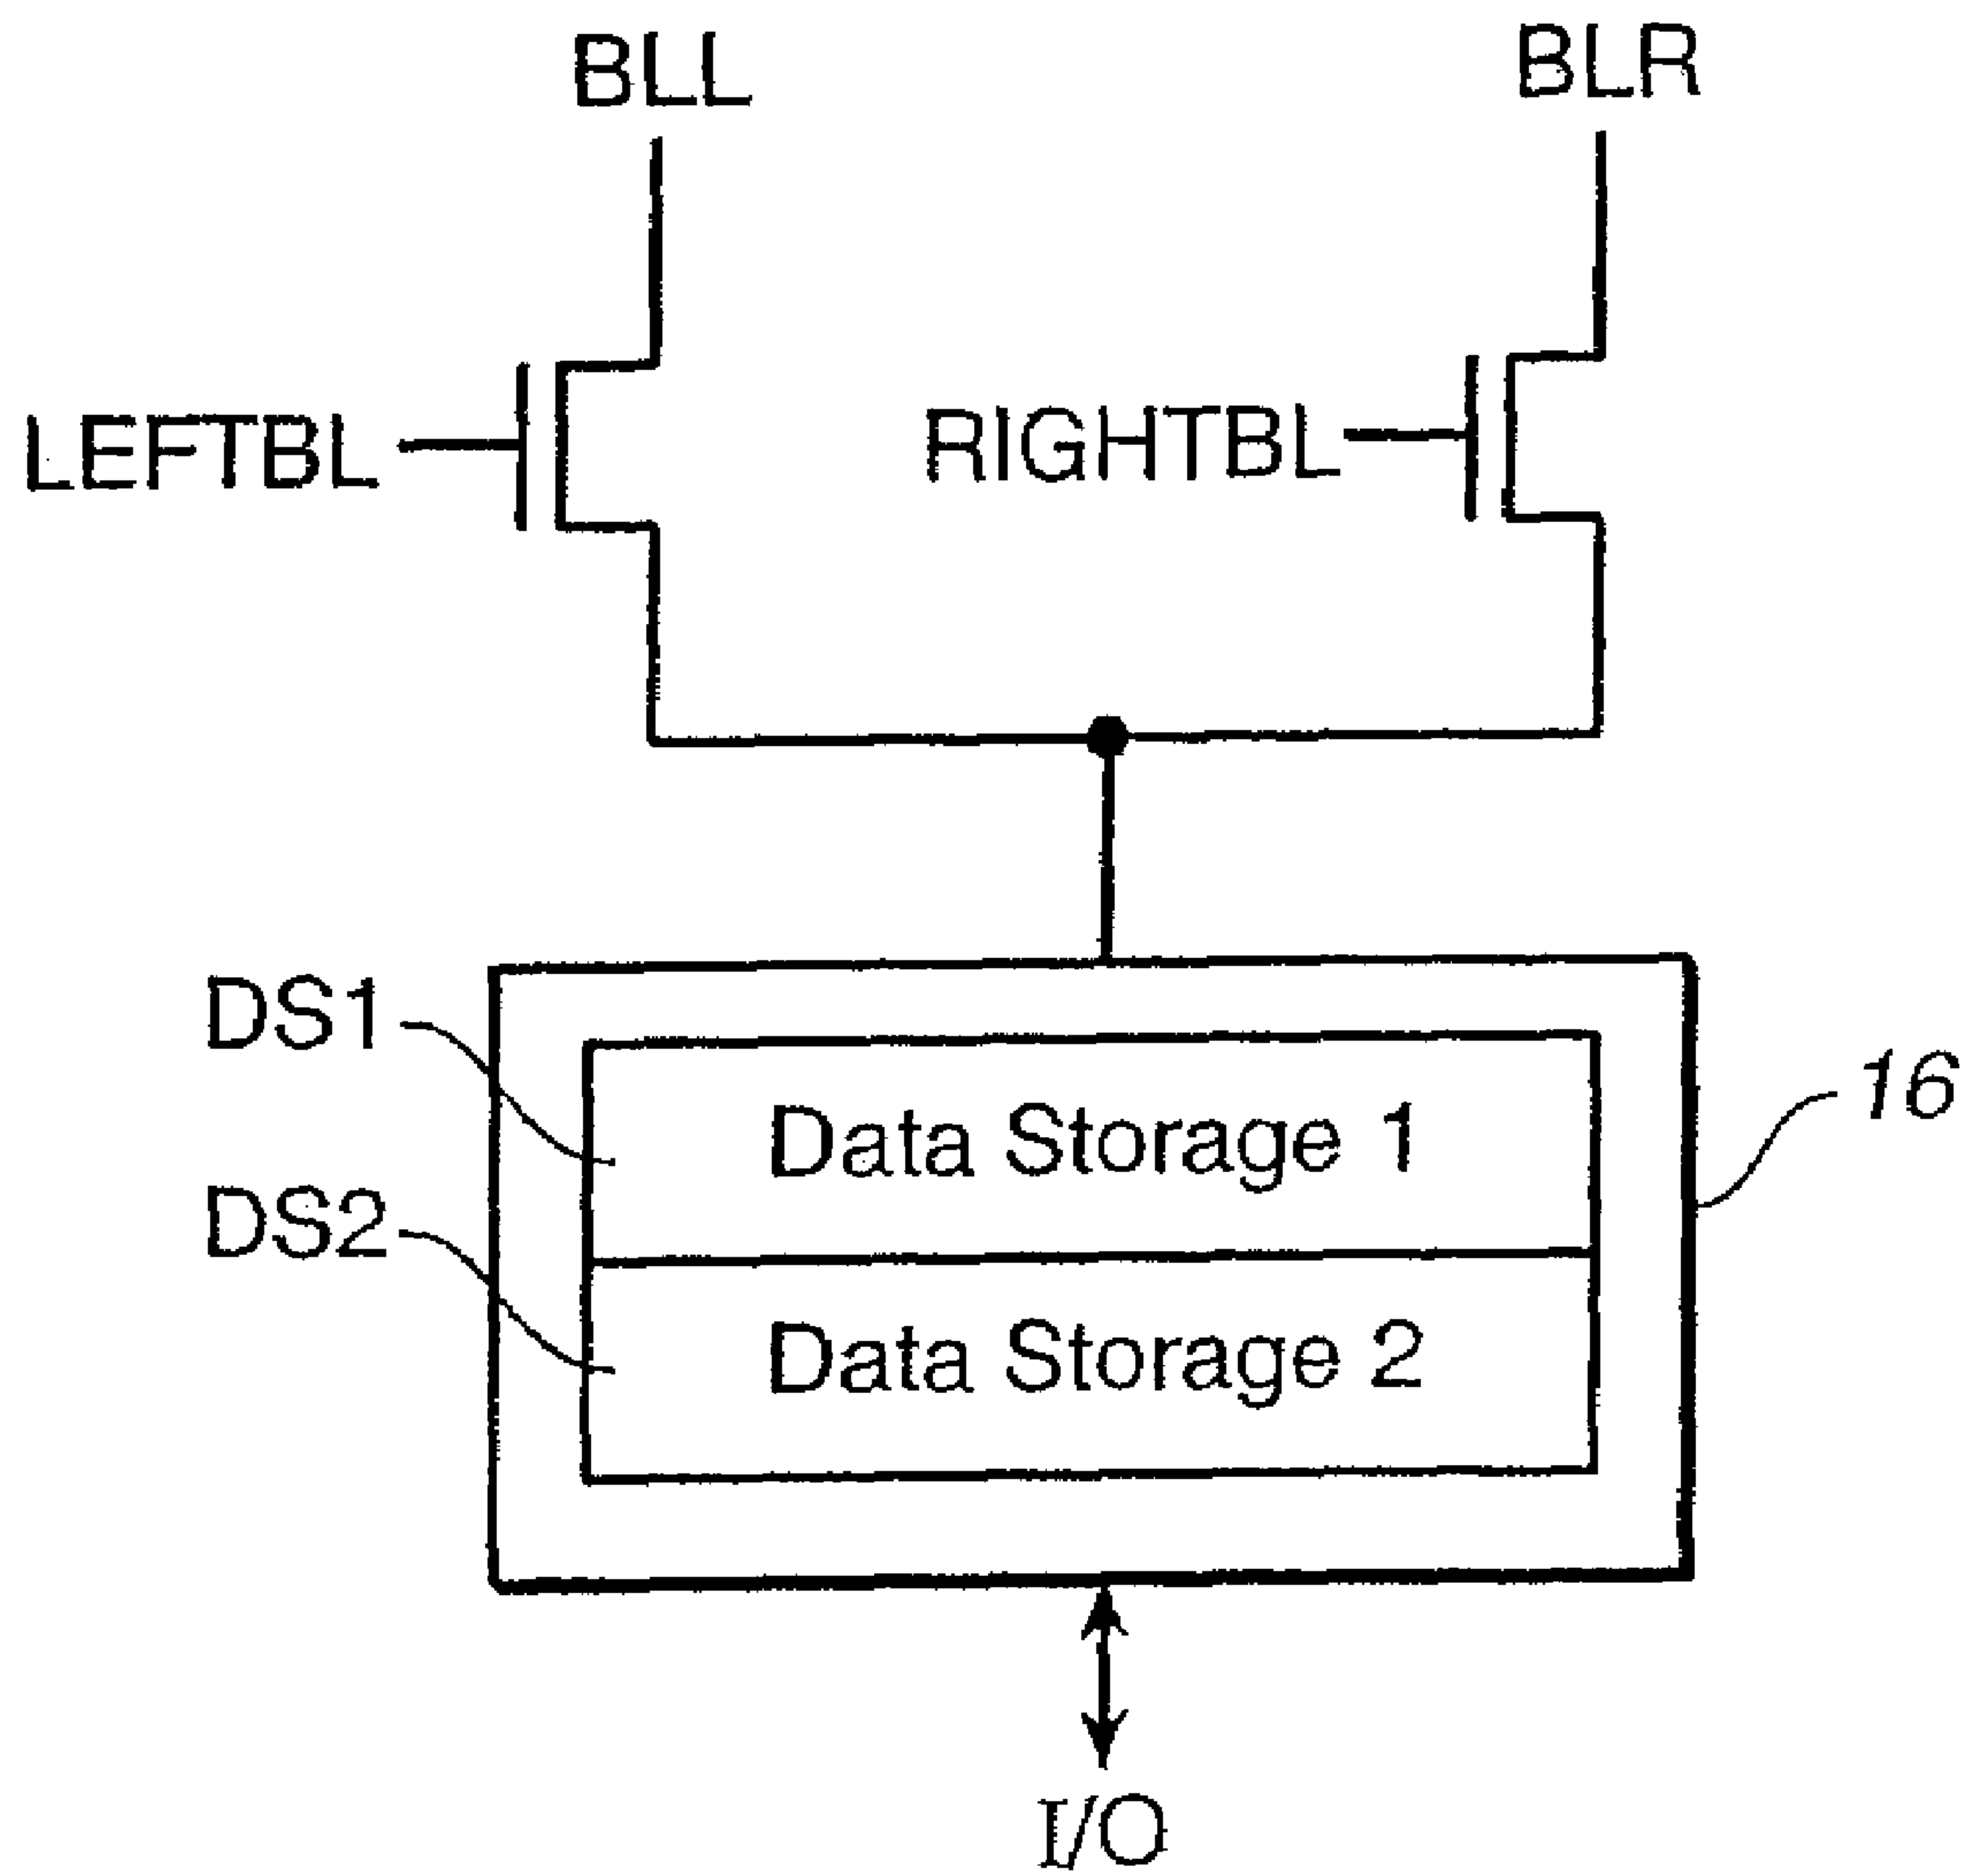 BLL
BLR
LEFTBL
RIGHTBL
DS1
Data Storage 1
16
DS2
Data Storage 2
I/O